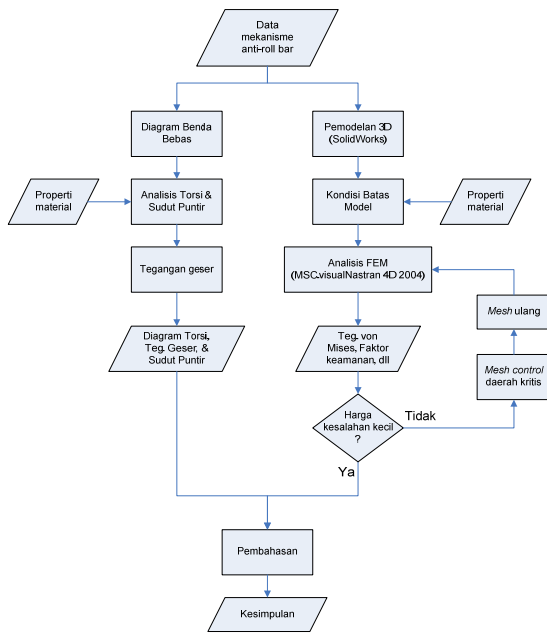 Data
mekanisme
anti-roll bar
Diagram Benda
Bebas
Pemodelan 3D
(SolidWorks)
Properti
material
Analisis Torsi &
Sudut Puntir
Kondisi Batas
Model
Properti
material
Tegangan geser
Analisis FEM
(MSC.visualNastran 4D 2004)
Mesh ulang
Diagram Torsi,
Teg. Geser, &
Sudut Puntir
Teg. von
Mises, Faktor
keamanan, dll
Mesh control
daerah kritis
Harga
kesalahan kecil
?
Tidak
Ya
Pembahasan
Kesimpulan